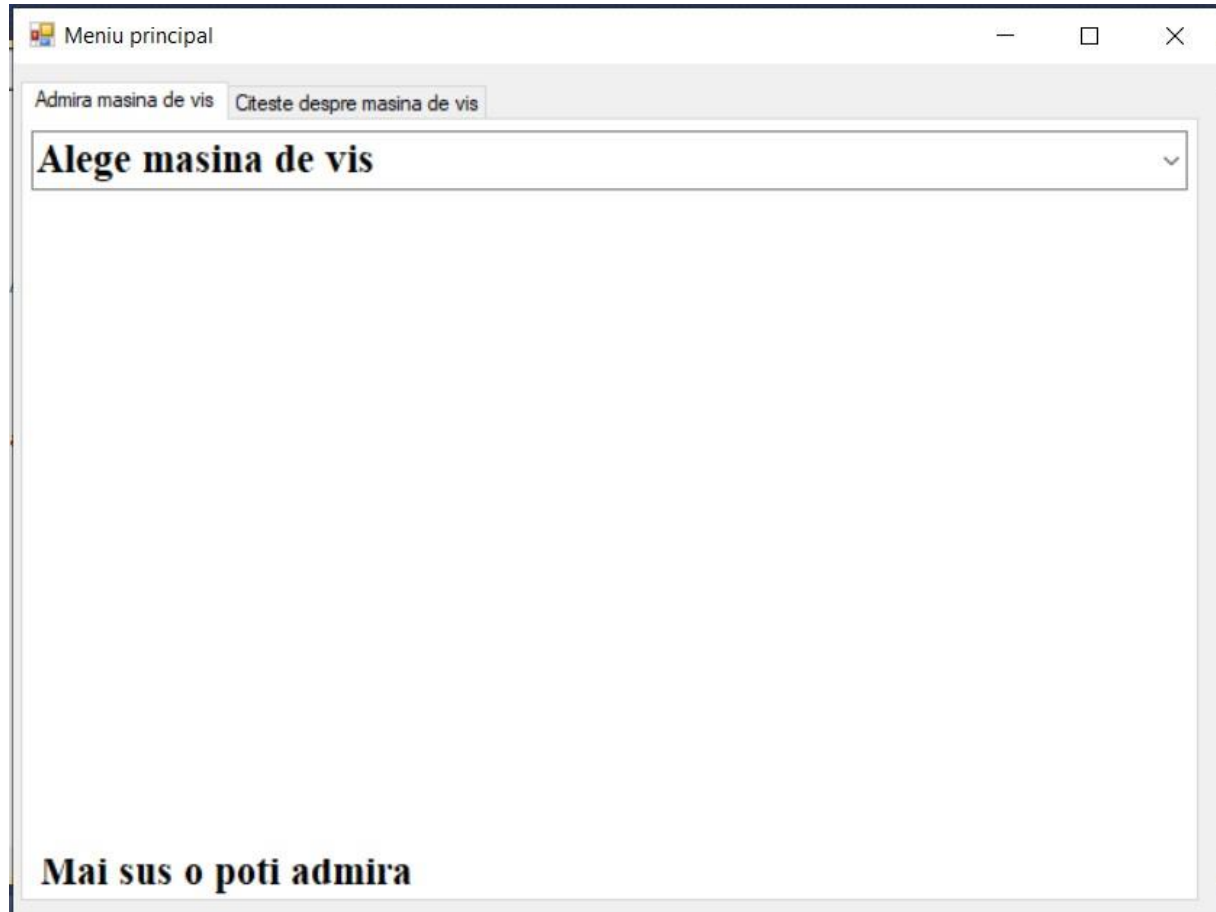 Meniu principal
Admira masina de vis Citeste despre masina de vis
Alege masina de vis
Mai sus o poti admira